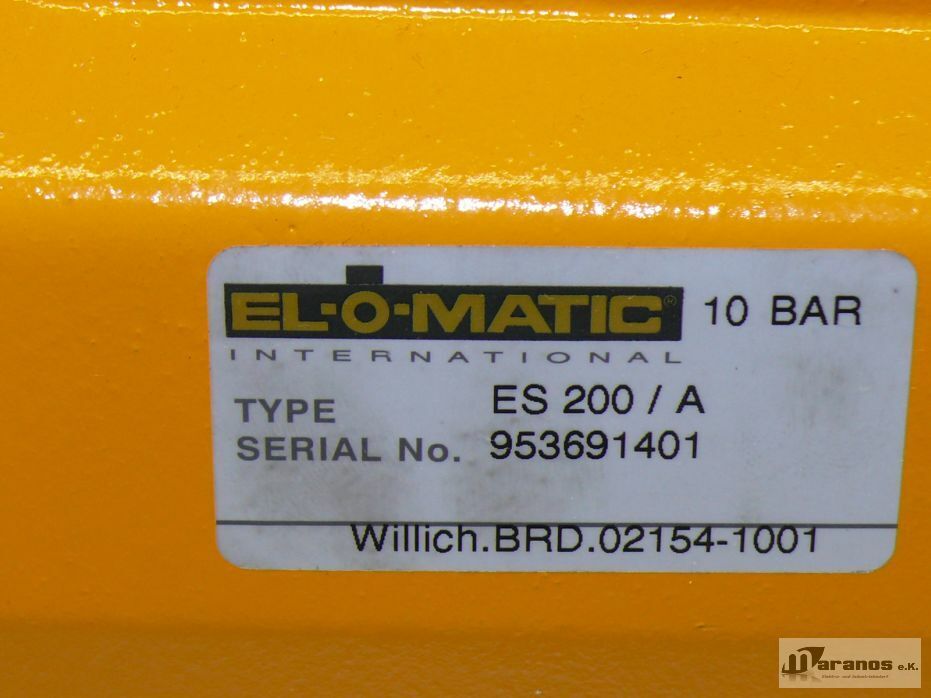 EL-O-MATIC® 10 BAR
INTERNATIONAL
TYPE ES 200 / A
SERIAL No. 953691401
Willich.BRD.02154-1001
Maranos e.K.